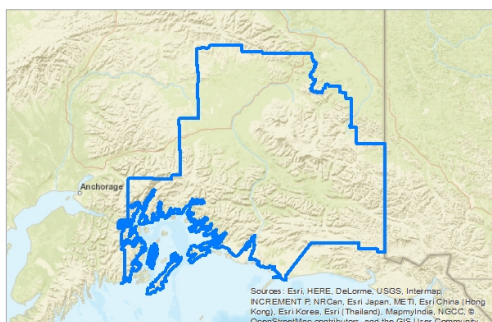 Anchorage
Sources: Esri, HERE, DeLorme, USGS, Intermap,
INCREMENT P, NRCan, Esri Japan, METI, Esri China (Hong
Kong), Esri Korea, Esri (Thailand), MapmyIndia, NGCC, ©
OpenStreetMap contributors, and the GIS User Community